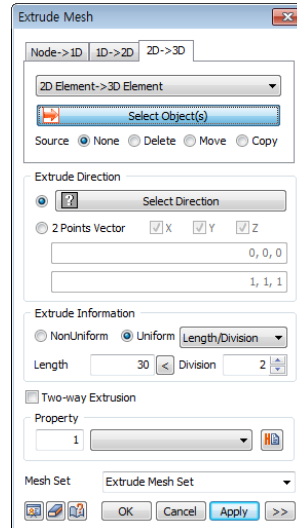 Extrude Mesh
Node->1D 1D->2D 2D->3D
2D Element->3D Element
Select Object(s)
Source None Delete Move Copy
Extrude Direction
Select Direction
2 Points Vector X Y Z
0, 0, 0
1, 1, 1
Extrude Information
NonUniform Uniform Length/Division
Length 30 < Division 2
Two-way Extrusion
Property
1
Mesh Set Extrude Mesh Set
OK Cancel Apply >>